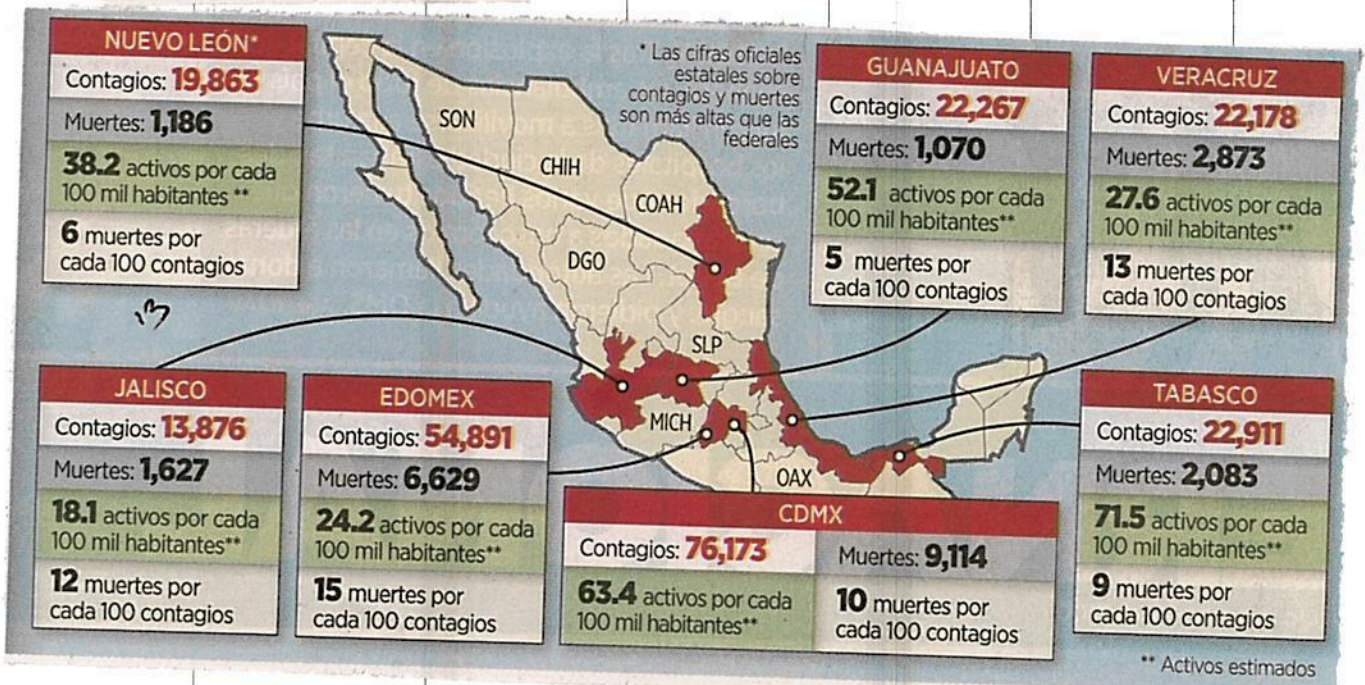 NUEVO LEÓN*
Contagios: 19,863
Muertes: 1,186
38.2 activos por cada
100 mil habitantes **
6 muertes por
cada 100 contagios
13
* Las cifras oficiales
estatales sobre
contagios y muertes
son más altas que las
federales
GUANAJUATO
Contagios: 22,267
Muertes: 1,070
52.1 activos por cada
100 mil habitantes**
5 muertes por
cada 100 contagios
VERACRUZ
Contagios: 22,178
Muertes: 2,873
27.6 activos por cada
100 mil habitantes**
13 muertes por
cada 100 contagios
SON
CHIH
COAH
DGO
SLP
MICH
OAX
JALISCO
Contagios: 13,876
Muertes: 1,627
18.1 activos por cada
100 mil habitantes**
12 muertes por
cada 100 contagios
EDOMEX
Contagios: 54,891
Muertes: 6,629
24.2 activos por cada
100 mil habitantes**
15 muertes por
cada 100 contagios
CDMX
Contagios: 76,173
63.4 activos por cada
100 mil habitantes**
Muertes: 9,114
10 muertes por
cada 100 contagios
TABASCO
Contagios: 22,911
Muertes: 2,083
71.5 activos por cada
100 mil habitantes**
9 muertes por
cada 100 contagios
** Activos estimados